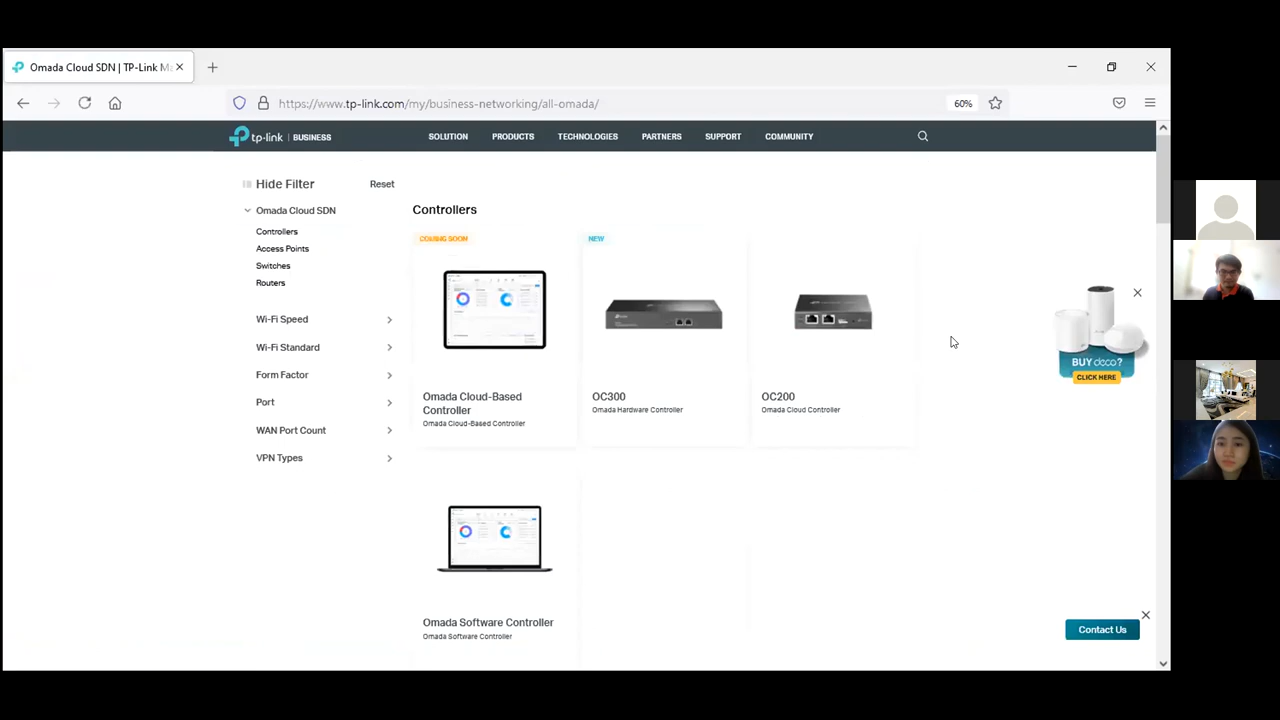 Omada Cloud SDN | TP-Link Ma
https://www.tp-link.com/my/business-networking/all-omada/
60%
tp-link | BUSINESS
SOLUTION
PRODUCTS
TECHNOLOGIES
PARTNERS
SUPPORT
COMMUNITY
Hide Filter
Reset
Omada Cloud SDN
Controllers
Access Points
Switches
Routers
Wi-Fi Speed
Wi-Fi Standard
Form Factor
Port
WAN Port Count
VPN Types
Controllers
COMING SOON
Omada Cloud-Based
Controller
Omada Cloud-Based Controller
NEW
OC300
Omada Hardware Controller
OC200
Omada Cloud Controller
Omada Software Controller
Omada Software Controller
BUY deco?
CLICK HERE
Contact Us